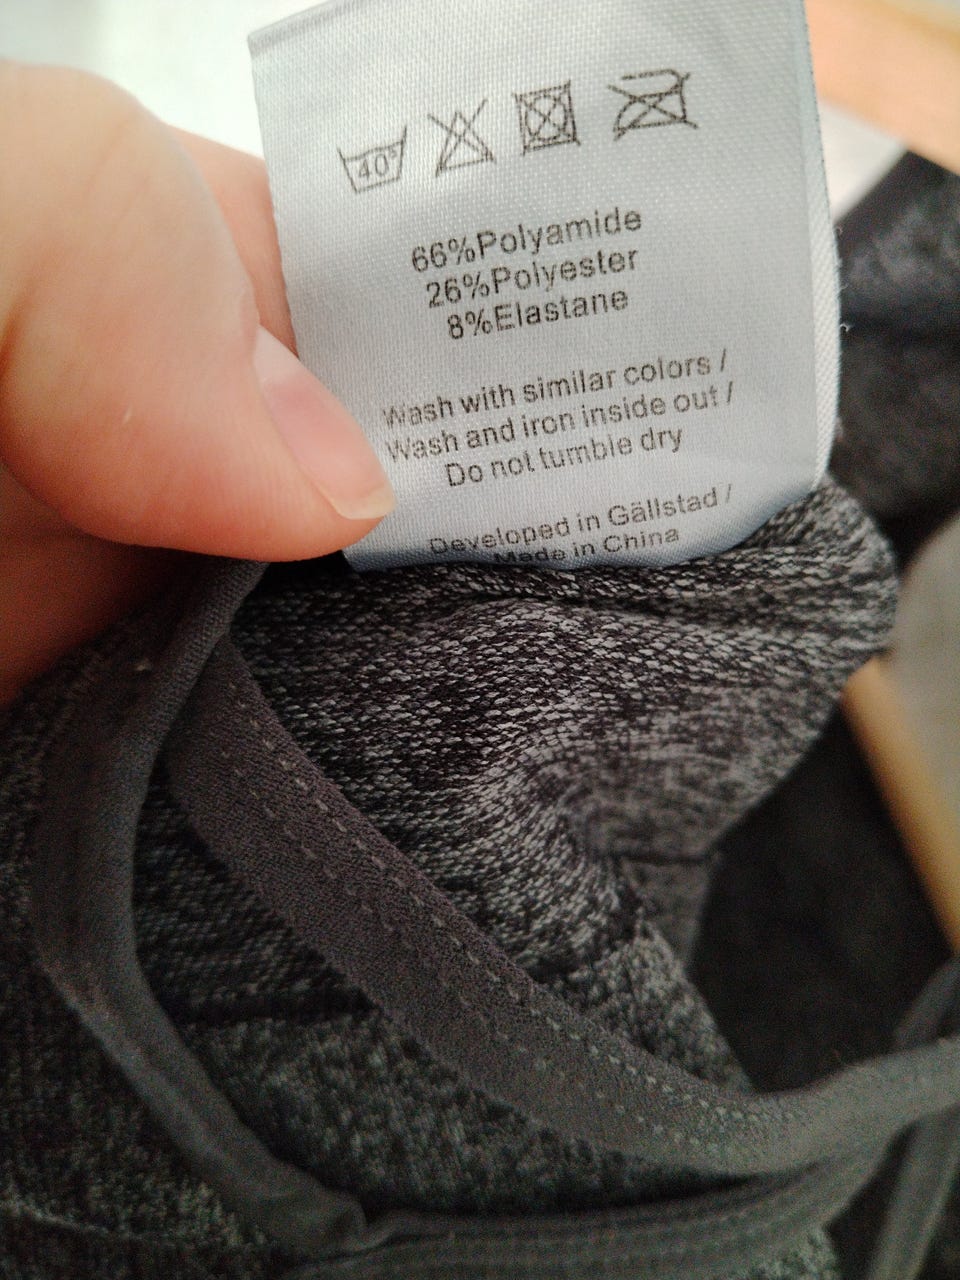 40°
66%Polyamide
26%Polyester
8%Elastane
Wash with similar colors /
Wash and iron inside out /
Do not tumble dry
Developed in Gällstad /
Made in China